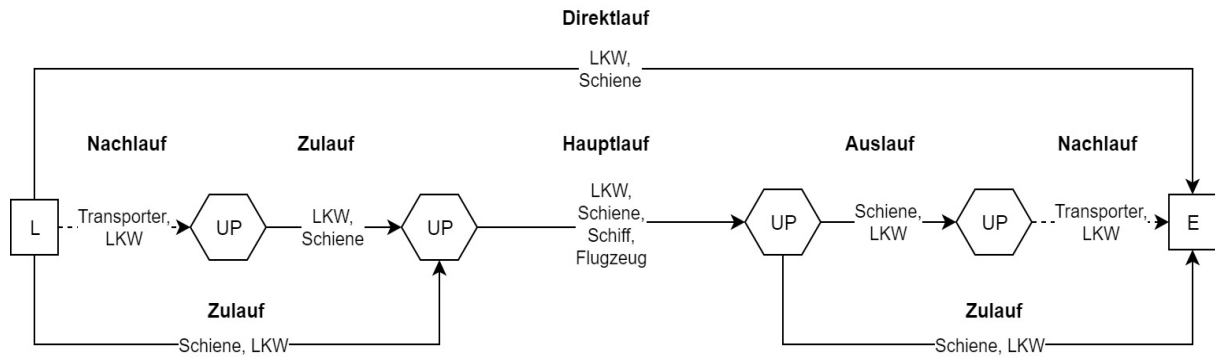 Direktlauf
LKW,
Schiene
Nachlauf
Zulauf
Hauptlauf
Auslauf
Nachlauf
L
Transporter,
LKW
UP
LKW,
Schiene
UP
LKW,
Schiene,
Schiff,
Flugzeug
UP
Schiene,
LKW
UP
Transporter,
LKW
E
Zulauf
Schiene, LKW
Zulauf
Schiene, LKW